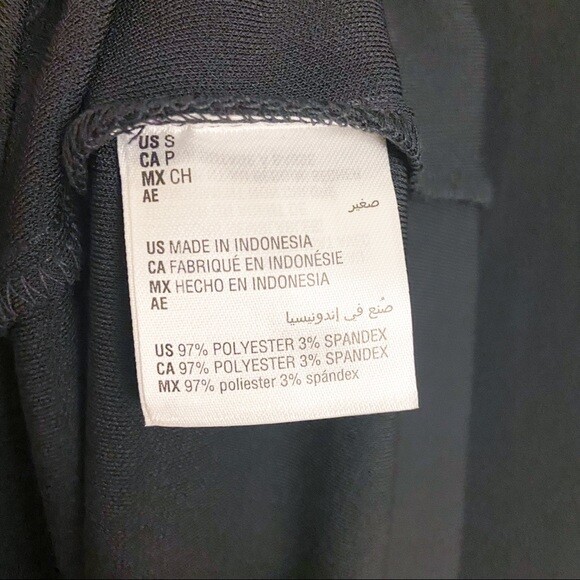 US S
CA P
MX CH
AE
صغير
US MADE IN INDONESIA
CA FABRIQUÉ EN INDONÉSIE
MX HECHO EN INDONESIA
AE
صُنع في إندونيسيا
US 97% POLYESTER 3% SPANDEX
CA 97% POLYESTER 3% SPANDEX
MX 97% poliester 3% spándex